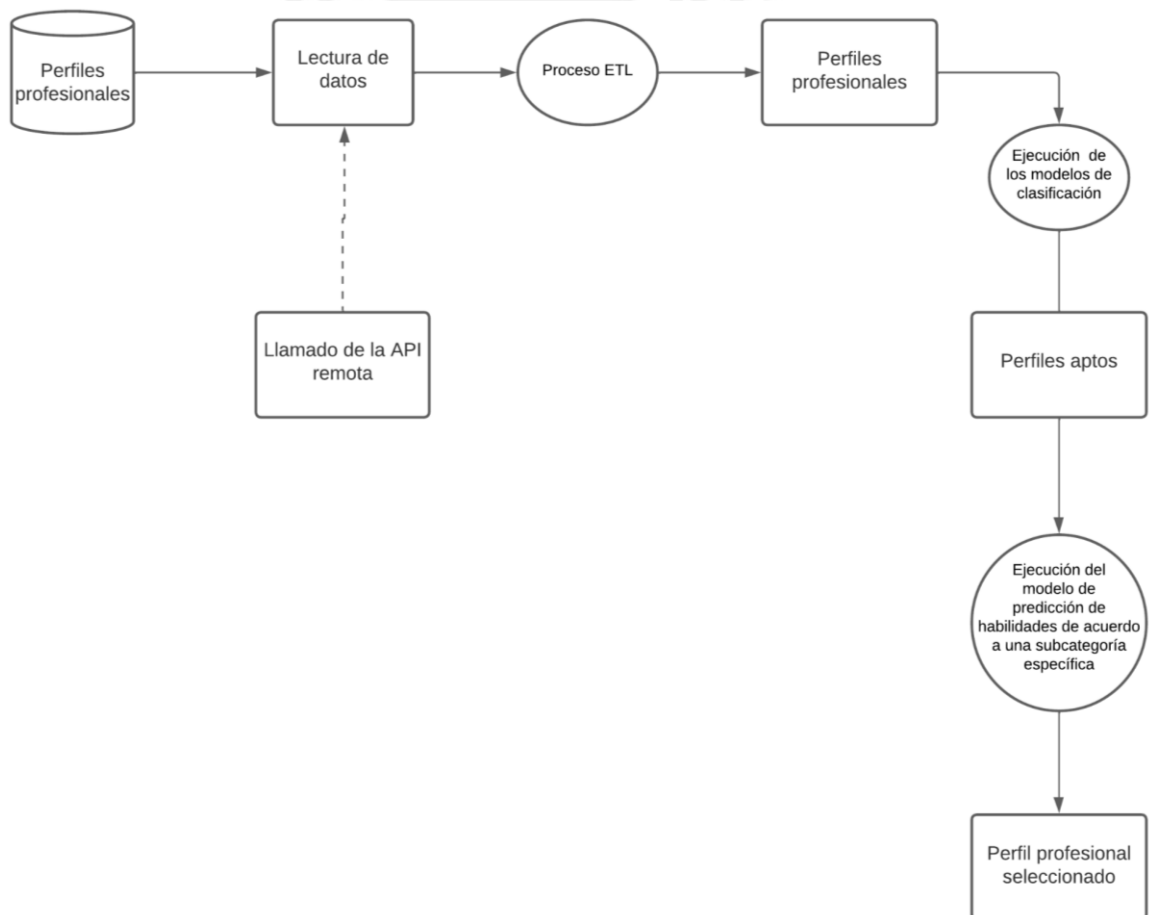 Perfiles
profesionales
Lectura de
datos
Proceso ETL
Perfiles
profesionales
Ejecución de
los modelos de
clasificación
Llamado de la API
remota
Perfiles aptos
Ejecución del
modelo de
predicción de
habilidades de acuerdo
a una subcategoría
específica
Perfil profesional
seleccionado